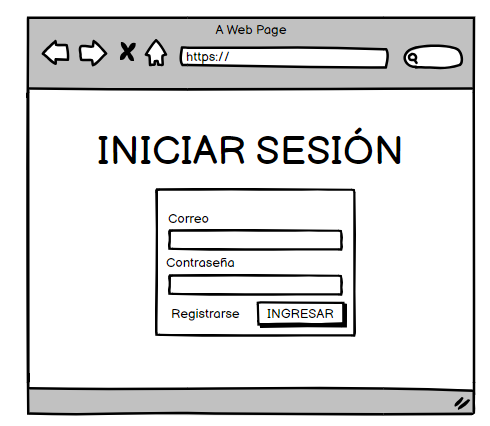 A Web Page
https://
INICIAR SESIÓN
Correo
Contraseña
Registrarse INGRESAR